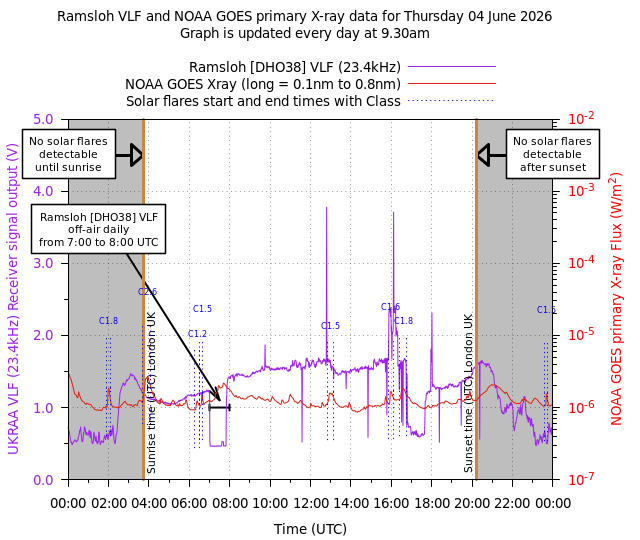 Ramsloh VLF and NOAA GOES primary X-ray data for Thursday 04 June 2026
Graph is updated every day at 9.30am
Ramsloh [DHO38] VLF (23.4kHz)
NOAA GOES Xray (long = 0.1nm to 0.8nm)
Solar flares start and end times with Class
5.0
4.0
3.0
2.0
1.0
0.0
UKRAA VLF (23.4kHz) Receiver signal output (V)
No solar flares
detectable
until sunrise
Ramsloh [DHO38] VLF
off-air daily
from 7:00 to 8:00 UTC
No solar flares
detectable
after sunset
C1.8
C2.6
C1.2
C1.5
C1.5
C1.6
C1.8
Sunrise time (UTC) London UK
Sunset time (UTC) London UK
10-2
10-3
10-4
10-5
10-6
10-7
NOAA GOES primary X-ray Flux (W/m2)
00:00 02:00 04:00 06:00 08:00 10:00 12:00 14:00 16:00 18:00 20:00 22:00 00:00
Time (UTC)